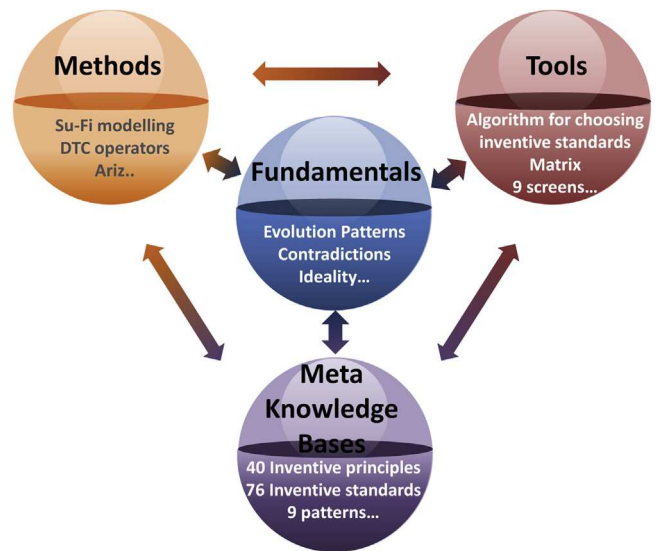 Methods
Su-Fi modelling
DTC operators
Ariz..
Tools
Algorithm for choosing
inventive standards
Matrix
9 screens...
Fundamentals
Evolution Patterns
Contradictions
Ideality...
Meta
Knowledge
Bases
40 Inventive principles
76 Inventive standards
9 patterns...